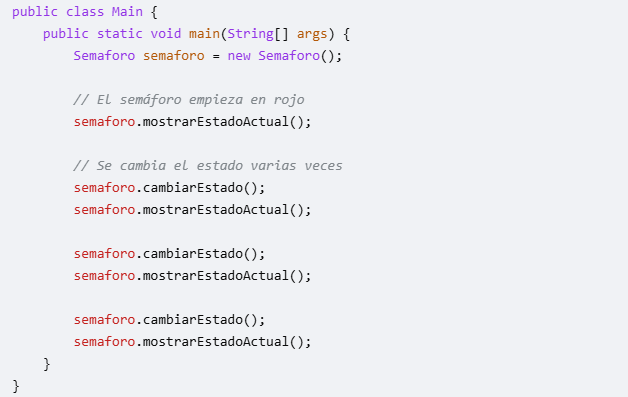 public class Main {
    public static void main(String[] args) {
        Semaforo semaforo = new Semaforo();

        // El semáforo empieza en rojo
        semaforo.mostrarEstadoActual();

        // Se cambia el estado varias veces
        semaforo.cambiarEstado();
        semaforo.mostrarEstadoActual();

        semaforo.cambiarEstado();
        semaforo.mostrarEstadoActual();

        semaforo.cambiarEstado();
        semaforo.mostrarEstadoActual();
    }
}